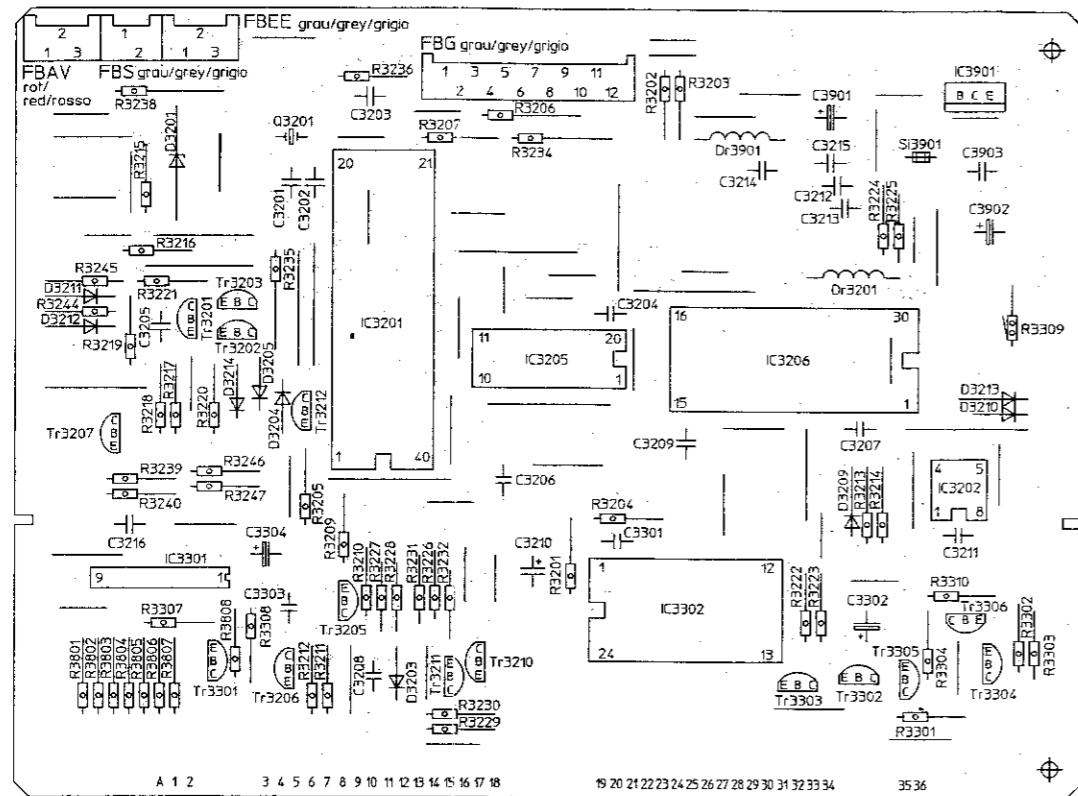 2 1 2
1 3 2 1 3
FBEE grau/grey/grigio
FBAV
rot/
red/rosso
FBS grau/grey/grigio
FBG grau/grey/grigio
1 3 5 7 9 11
2 4 6 8 10 12
R3236
C3203
R3238
D3201
R3215
Q3201
R3207
R3206
R3234
R3202
R3203
Dr3901
C3214
C3901
C3215
C3212
C3213
Si3901
IC3901
B C E
C3903
C3902
R3224
R3225
20 21
C3201
C3202
R3216
R3235
R3245
D3211
R3244
D3212
R3221
C3205
R3219
Tr3201
E B C
Tr3203
E B C
E B C
Tr3202
IC3201
1 40
C3204
11 20
IC3205
10 1
Dr3201
16 30
IC3206
15 1
R3309
D3213
D3210
R3218
R3217
R3220
D3214
D3205
D3204
Tr3212
E B C
Tr3207
C B E
C3209
C3207
R3239
R3240
R3246
R3247
R3205
C3206
R3204
C3301
D3209
R3213
R3214
4 5
IC3202
1 8
C3211
C3216
C3304
R3209
IC3301
9 1
R3210
R3227
R3228
R3231
R3226
R3232
C3210
R3201
1 12
IC3302
24 13
R3222
R3223
R3310
C3302
Tr3306
C B E
R3302
R3303
C3303
R3307
R3808
R3308
Tr3205
E B C
R3801
R3802
R3803
R3804
R3805
R3806
R3807
Tr3301
E B C
Tr3206
E B C
R3212
R3211
C3208
D3203
Tr3211
E B C
Tr3210
E B C
R3230
R3229
E B C
Tr3303
E B C
Tr3302
Tr3305
E B C
R3304
Tr3304
E B C
R3301
A 1 2 3 4 5 6 7 8 9 10 11 12 13 14 15 16 17 18 19 20 21 22 23 24 25 26 27 28 29 30 31 32 33 34 35 36